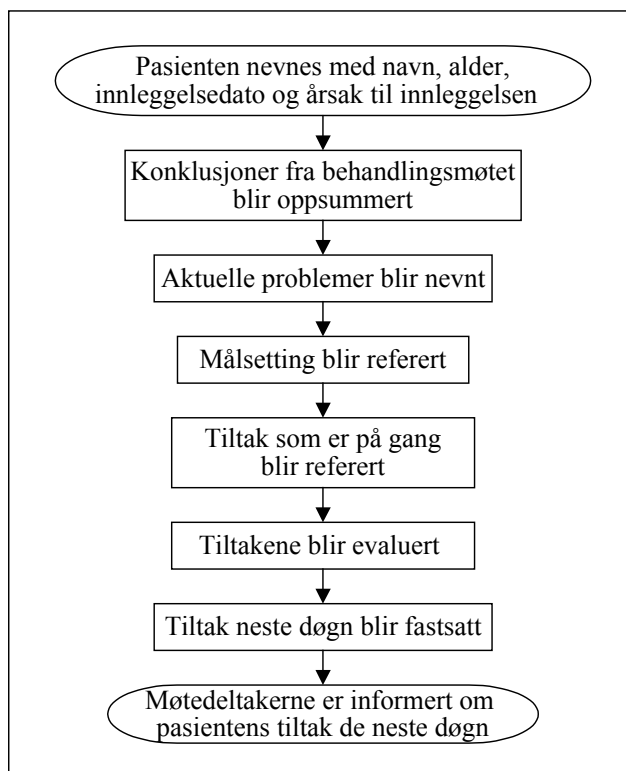 Pasienten nevnes med navn, alder,
innleggelsedato og årsak til innleggelsen
Konklusjoner fra behandlingsmøtet
blir oppsummert
Aktuelle problemer blir nevnt
Målsetting blir referert
Tiltak som er på gang
blir referert
Tiltakene blir evaluert
Tiltak neste døgn blir fastsatt
Møtedeltakerne er informert om
pasientens tiltak de neste døgn